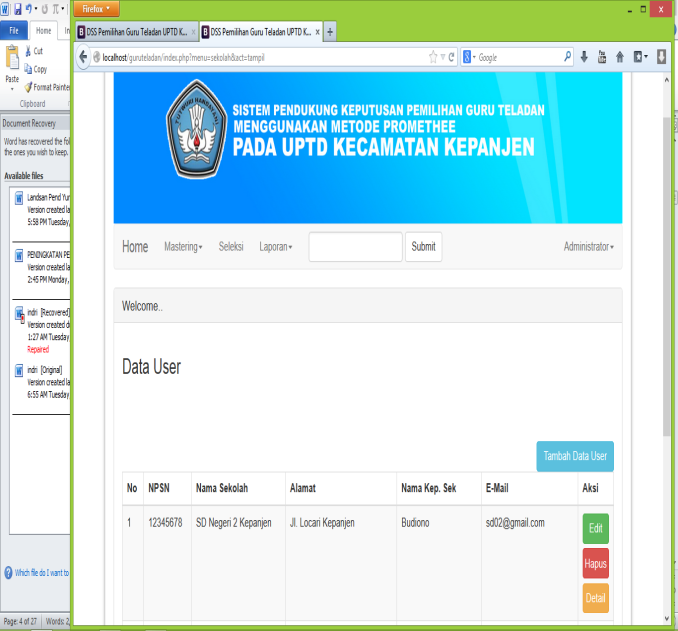 File Home In
Cut
Copy
Format Painte
Paste
Clipboard
Document Recovery
Word has recovered the fol
the ones you wish to keep.
Available files
Landsan Pend Yur
Version created la
5:58 PM Tuesday,
PENINGKATAN PE
Version created la
2:45 PM Monday,
indri [Recovered]
Version created d
1:27 AM Tuesday
Repaired
indri [Original]
Version created la
6:55 AM Tuesday
Which file do I want to
Page: 4 of 27 Words: 2,
Firefox
DSS Pemilihan Guru Teladan UPTD K... × DSS Pemilihan Guru Teladan UPTD K... × +
localhost/guruteladan/index.php?menu=sekolah&act=tampil Google
TUT WURI HANDAYANI
SISTEM PENDUKUNG KEPUTUSAN PEMILIHAN GURU TELADAN
MENGGUNAKAN METODE PROMETHEE
PADA UPTD KECAMATAN KEPANJEN
Home Mastering Seleksi Laporan Submit Administrator
Welcome..
Data User
Tambah Data User
No NPSN Nama Sekolah Alamat Nama Kep. Sek E-Mail Aksi
1 12345678 SD Negeri 2 Kepanjen Jl. Locari Kepanjen Budiono sd02@gmail.com Edit
Hapus
Detail